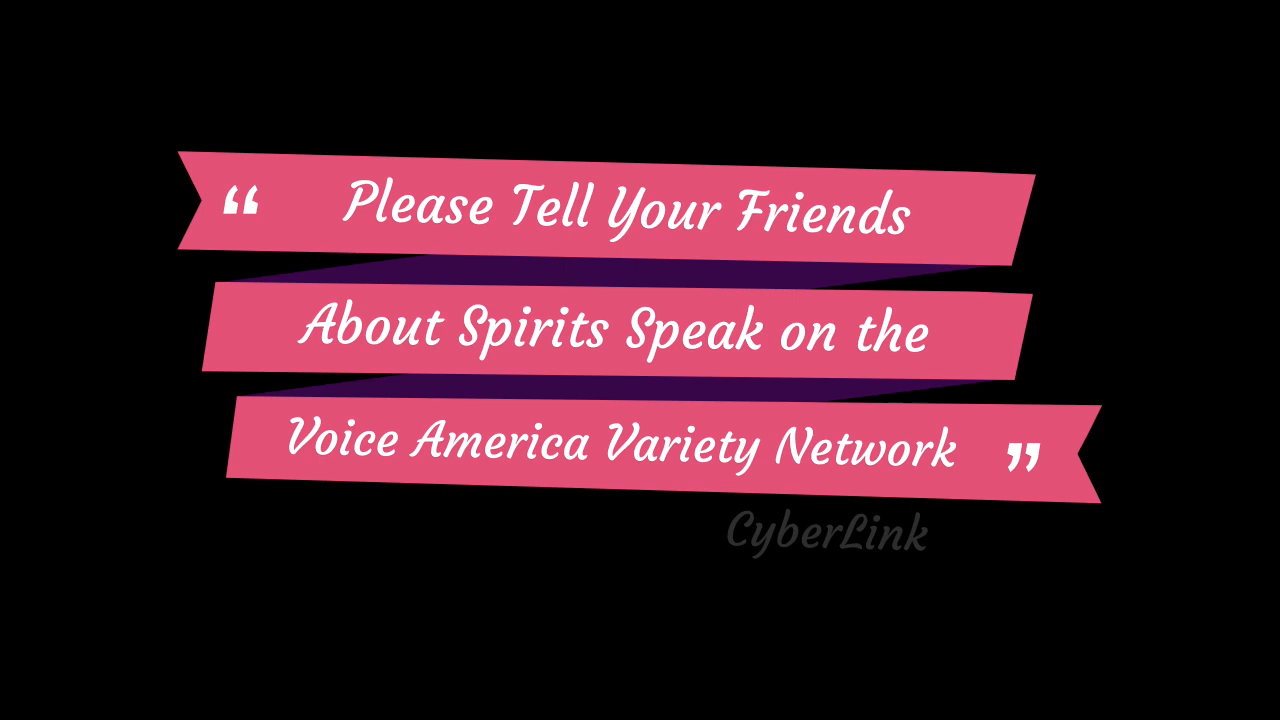 “ Please Tell Your Friends
About Spirits Speak on the
Voice America Variety Network ”
CyberLink